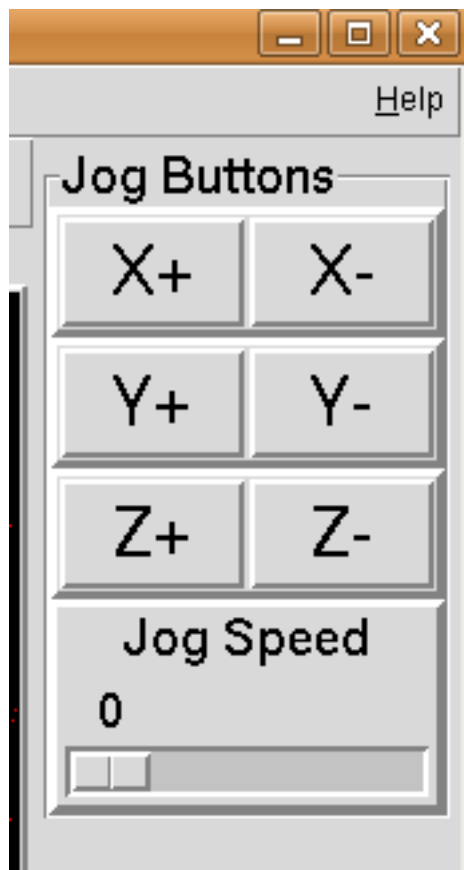 Help
Jog Buttons
X+ X-
Y+ Y-
Z+ Z-
Jog Speed
0